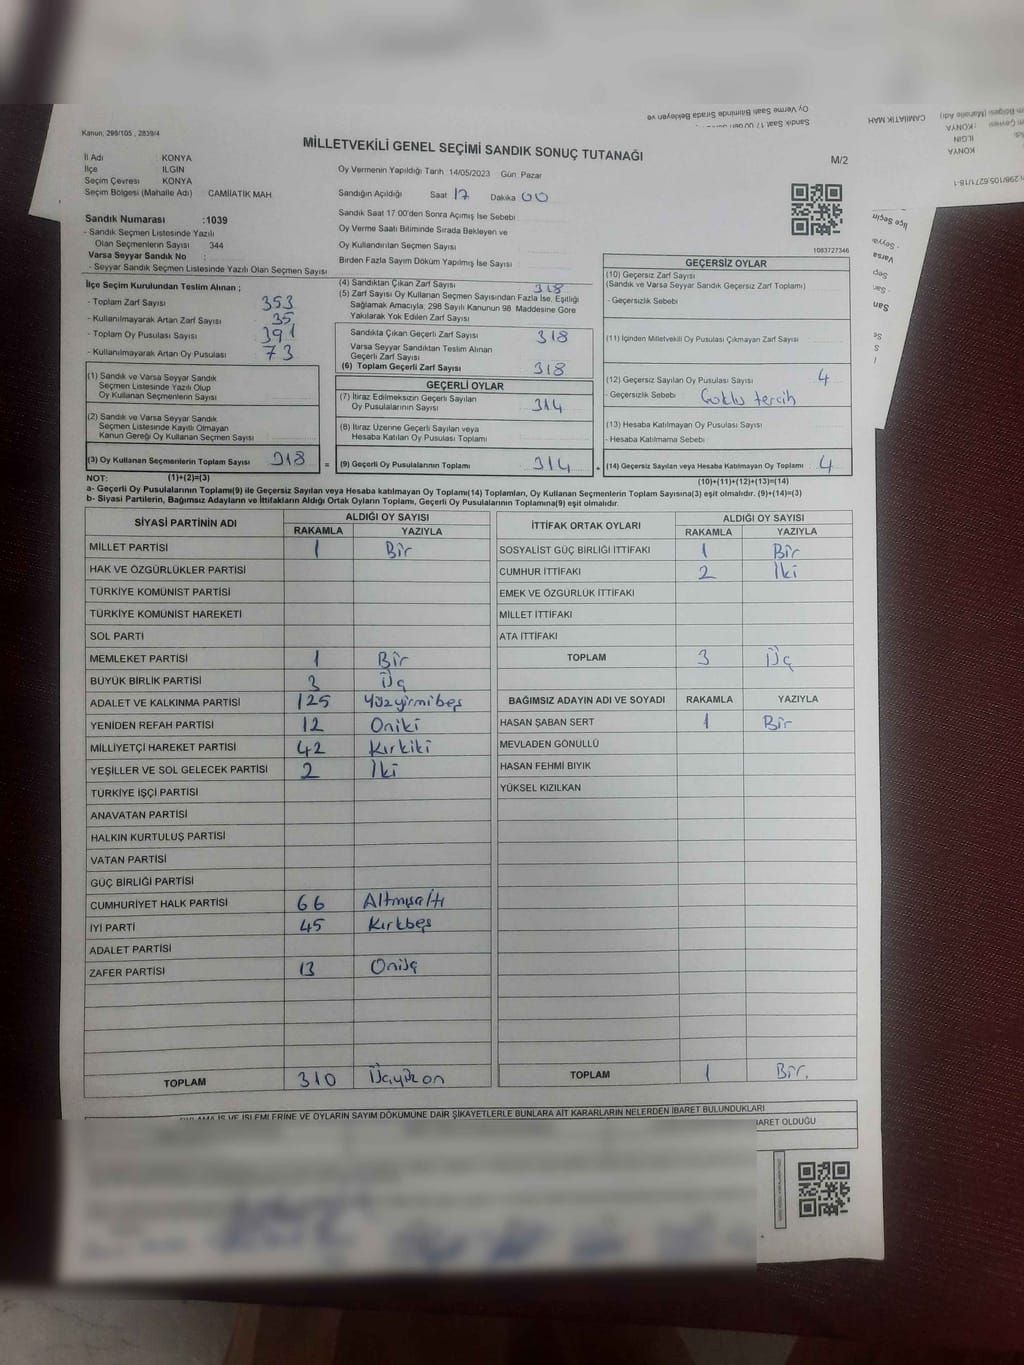 Kanun, 298/105 , 2839/4
MİLLETVEKİLİ GENEL SEÇİMİ SANDIK SONUÇ TUTANAĞI
M/2
İl Adı : KONYA
İlçe : ILGIN
Seçim Çevresi : KONYA
Seçim Bölgesi (Mahalle Adı) : CAMİİATİK MAH
Oy Vermenin Yapıldığı Tarih 14/05/2023 Gün Pazar
Sandığın Açıldığı Saat 17 Dakika 00
Sandık Saat 17 00'den Sonra Açımış İse Sebebi
Oy Verme Saati Bitiminde Sırada Bekleyen ve
Oy Kullandırılan Seçmen Sayısı
Birden Fazla Sayım Döküm Yapılmış İse Sayısı
1083727346
Sandık Numarası :1039
- Sandık Seçmen Listesinde Yazılı
Olan Seçmenlerin Sayısı 344
Varsa Seyyar Sandık No :
- Seyyar Sandık Seçmen Listesinde Yazılı Olan Seçmen Sayısı
İlçe Seçim Kurulundan Teslim Alınan ;
- Toplam Zarf Sayısı 353
- Kullanılmayarak Artan Zarf Sayısı 35
- Toplam Oy Pusulası Sayısı 391
- Kullanılmayarak Artan Oy Pusulası 73
(1) Sandık ve Varsa Seyyar Sandık
Seçmen Listesinde Yazılı Olup
Oy Kullanan Seçmenlerin Sayısı
(2) Sandık ve Varsa Seyyar Sandık
Seçmen Listesinde Kayıtlı Olmayan
Kanun Gereği Oy Kullanan Seçmen Sayısı
(3) Oy Kullanan Seçmenlerin Toplam Sayısı 318
(1)+(2)=(3)
(4) Sandıktan Çıkan Zarf Sayısı 318
(5) Zarf Sayısı Oy Kullanan Seçmen Sayısından Fazla İse, Eşitliği
Sağlamak Amacıyla; 298 Sayılı Kanunun 98. Maddesine Göre
Yakılarak Yok Edilen Zarf Sayısı
Sandıkta Çıkan Geçerli Zarf Sayısı 318
Varsa Seyyar Sandıktan Teslim Alınan
Geçerli Zarf Sayısı
(6) Toplam Geçerli Zarf Sayısı 318
GEÇERLİ OYLAR
(7) İtiraz Edilmeksizin Geçerli Sayılan
Oy Pusulalarının Sayısı 314
(8) İtiraz Üzerine Geçerli Sayılan veya
Hesaba Katılan Oy Pusulası Toplamı
= (9) Geçerli Oy Pusulalarının Toplamı 314 +
GEÇERSİZ OYLAR
(10) Geçersiz Zarf Sayısı
(Sandık ve Varsa Seyyar Sandık Geçersiz Zarf Toplamı)
- Geçersizlik Sebebi
(11) İçinden Milletvekili Oy Pusulası Çıkmayan Zarf Sayısı
(12) Geçersiz Sayılan Oy Pusulası Sayısı 4
- Geçersizlik Sebebi Çoklu tercih
(13) Hesaba Katılmayan Oy Pusulası Sayısı
- Hesaba Katılmama Sebebi
(14) Geçersiz Sayılan veya Hesaba Katılmayan Oy Toplamı 4
(10)+(11)+(12)+(13)=(14)
NOT:
a- Geçerli Oy Pusulalarının Toplamı(9) ile Geçersiz Sayılan veya Hesaba katılmayan Oy Toplamı(14) Toplamları, Oy Kullanan Seçmenlerin Toplam Sayısına(3) eşit olmalıdır. (9)+(14)=(3)
b- Siyasi Partilerin, Bağımsız Adayların ve İttifakların Aldığı Ortak Oyların Toplamı, Geçerli Oy Pusulalarının Toplamına(9) eşit olmalıdır.
SİYASİ PARTİNİN ADI ALDIĞI OY SAYISI
RAKAMLA YAZIYLA
MİLLET PARTİSİ 1 Bir
HAK VE ÖZGÜRLÜKLER PARTİSİ
TÜRKİYE KOMÜNİST PARTİSİ
TÜRKİYE KOMÜNİST HAREKETİ
SOL PARTİ
MEMLEKET PARTİSİ 1 Bir
BÜYÜK BİRLİK PARTİSİ 3 Üç
ADALET VE KALKINMA PARTİSİ 125 Yüzyirmibeş
YENİDEN REFAH PARTİSİ 12 Oniki
MİLLİYETÇİ HAREKET PARTİSİ 42 Kırkiki
YEŞİLLER VE SOL GELECEK PARTİSİ 2 İki
TÜRKİYE İŞÇİ PARTİSİ
ANAVATAN PARTİSİ
HALKIN KURTULUŞ PARTİSİ
VATAN PARTİSİ
GÜÇ BİRLİĞİ PARTİSİ
CUMHURİYET HALK PARTİSİ 66 Altmışaltı
İYİ PARTİ 45 Kırkbeş
ADALET PARTİSİ
ZAFER PARTİSİ 13 Onüç
TOPLAM 310 Üçyüzon
İTTİFAK ORTAK OYLARI ALDIĞI OY SAYISI
RAKAMLA YAZIYLA
SOSYALİST GÜÇ BİRLİĞİ İTTİFAKI 1 Bir
CUMHUR İTTİFAKI 2 İki
EMEK VE ÖZGÜRLÜK İTTİFAKI
MİLLET İTTİFAKI
ATA İTTİFAKI
TOPLAM 3 Üç
BAĞIMSIZ ADAYIN ADI VE SOYADI RAKAMLA YAZIYLA
HASAN ŞABAN SERT 1 Bir
MEVLADEN GÖNÜLLÜ
HASAN FEHMİ BIYIK
YÜKSEL KIZILKAN
TOPLAM 1 Bir.
İŞ VE İŞLEMLERİNE VE OYLARIN SAYIM DÖKÜMÜNE DAİR ŞİKAYETLERLE BUNLARA AİT KARARLARIN NELERDEN İBARET BULUNDUKLARI
BARET OLDUĞU